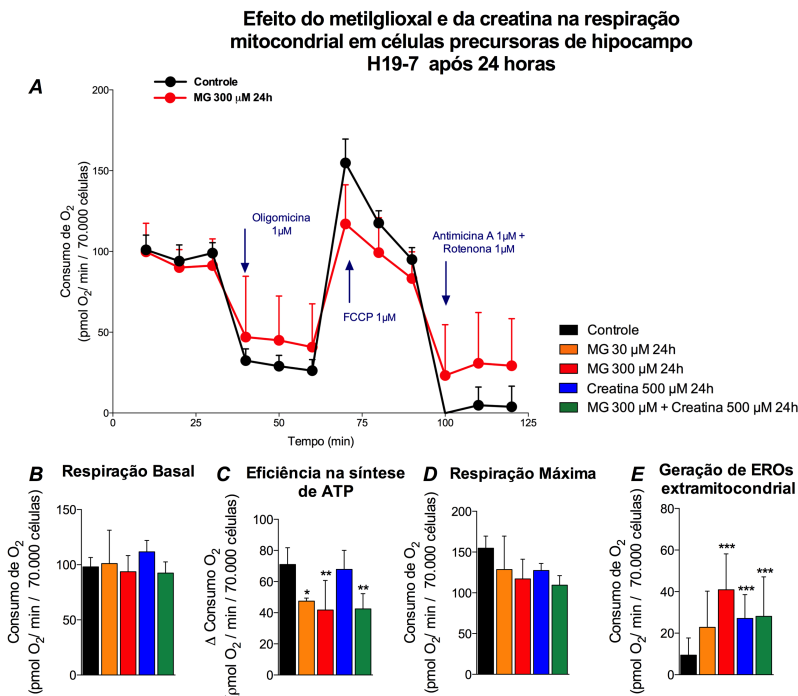 Efeito do metilglioxal e da creatina na respiração
mitocondrial em células precursoras de hipocampo
H19-7 após 24 horas
A
Controle
MG 300 µM 24h
Consumo de O2
(pmol O2/ min / 70.000 células)
200
150
100
50
0
0
25
50
75
100
125
Tempo (min)
Oligomicina
1µM
FCCP 1µM
Antimicina A 1µM +
Rotenona 1µM
Controle
MG 30 µM 24h
MG 300 µM 24h
Creatina 500 µM 24h
MG 300 µM + Creatina 500 µM 24h
B
Respiração Basal
Consumo de O2
(pmol O2/ min / 70.000 células)
150
100
50
0
C
Eficiência na síntese
de ATP
Δ Consumo O2
pmol O2/ min / 70.000 células)
80
60
40
20
0
*
**
**
D
Respiração Máxima
Consumo de O2
(pmol O2/ min / 70.000 células)
200
150
100
50
0
E
Geração de EROs
extramitocondrial
Consumo de O2
(pmol O2/ min / 70.000 células)
80
60
40
20
0
***
***
***